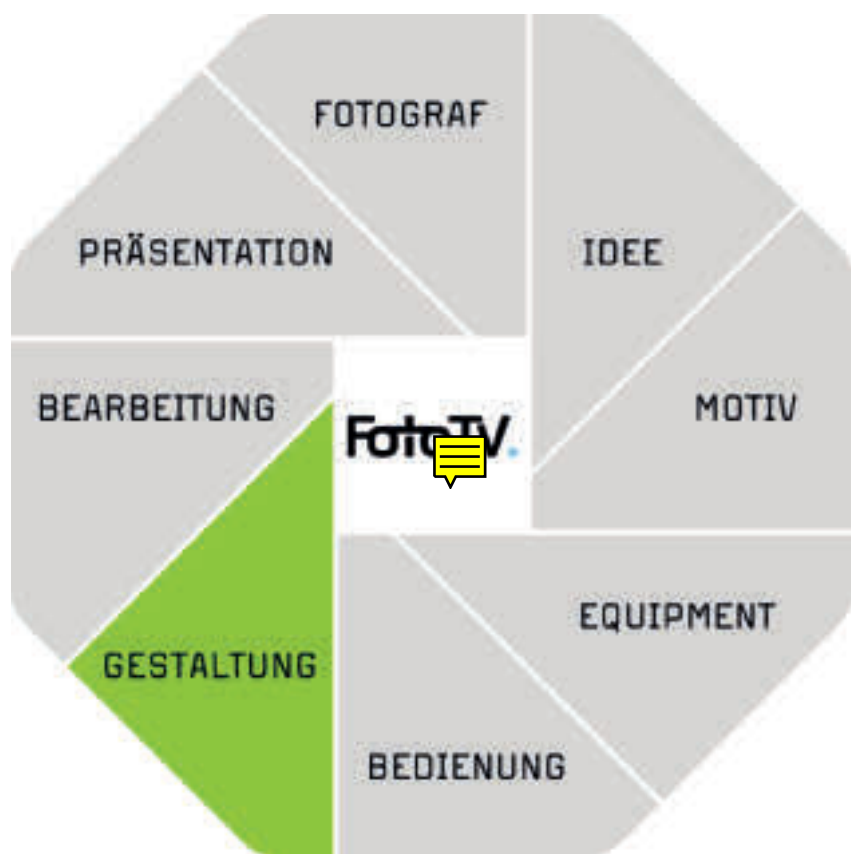 FOTOGRAF
PRÄSENTATION
IDEE
BEARBEITUNG
FotoTV.
MOTIV
EQUIPMENT
GESTALTUNG
BEDIENUNG